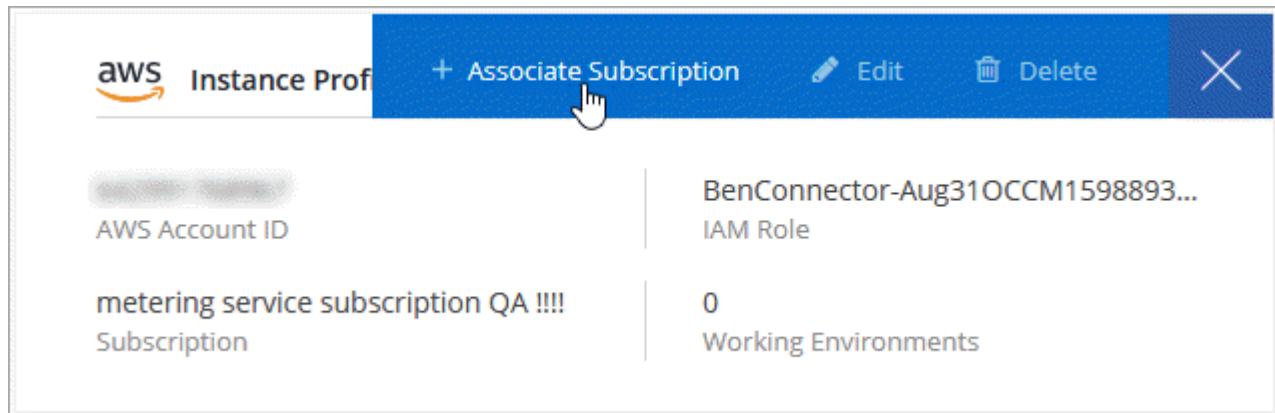 aws Instance Prof + Associate Subscription Edit Delete
AWS Account ID
BenConnector-Aug31OCCM1598893...
IAM Role
metering service subscription QA !!!!
Subscription
0
Working Environments